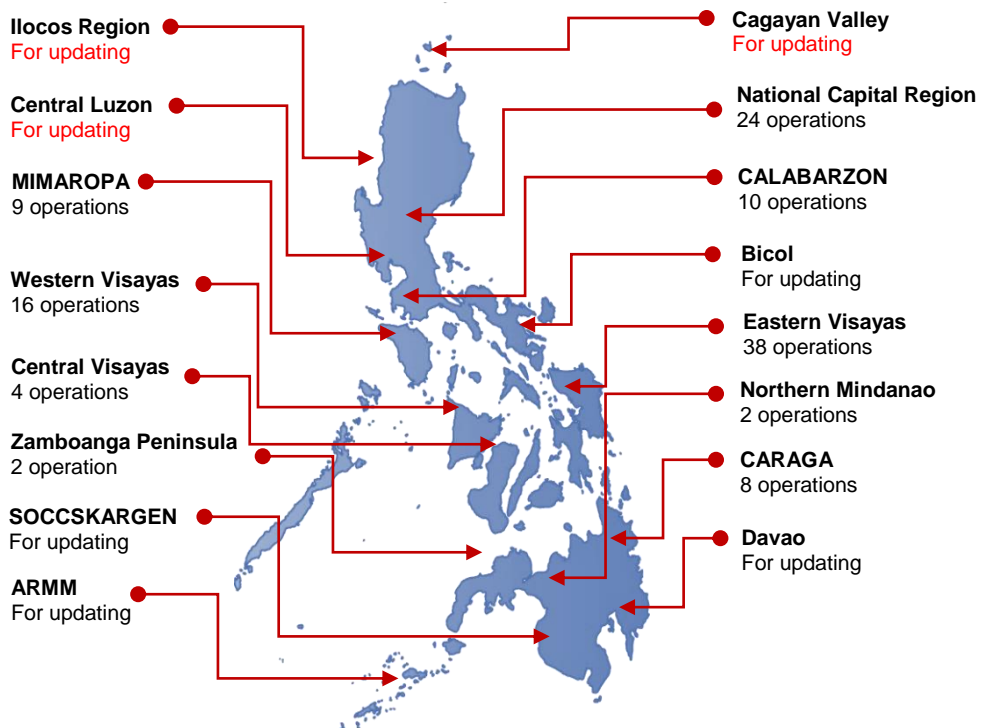 Ilocos Region
For updating
Central Luzon
For updating
MIMAROPA
9 operations
Western Visayas
16 operations
Central Visayas
4 operations
Zamboanga Peninsula
2 operation
SOCCSKARGEN
For updating
ARMM
For updating
Cagayan Valley
For updating
National Capital Region
24 operations
CALABARZON
10 operations
Bicol
For updating
Eastern Visayas
38 operations
Northern Mindanao
2 operations
CARAGA
8 operations
Davao
For updating